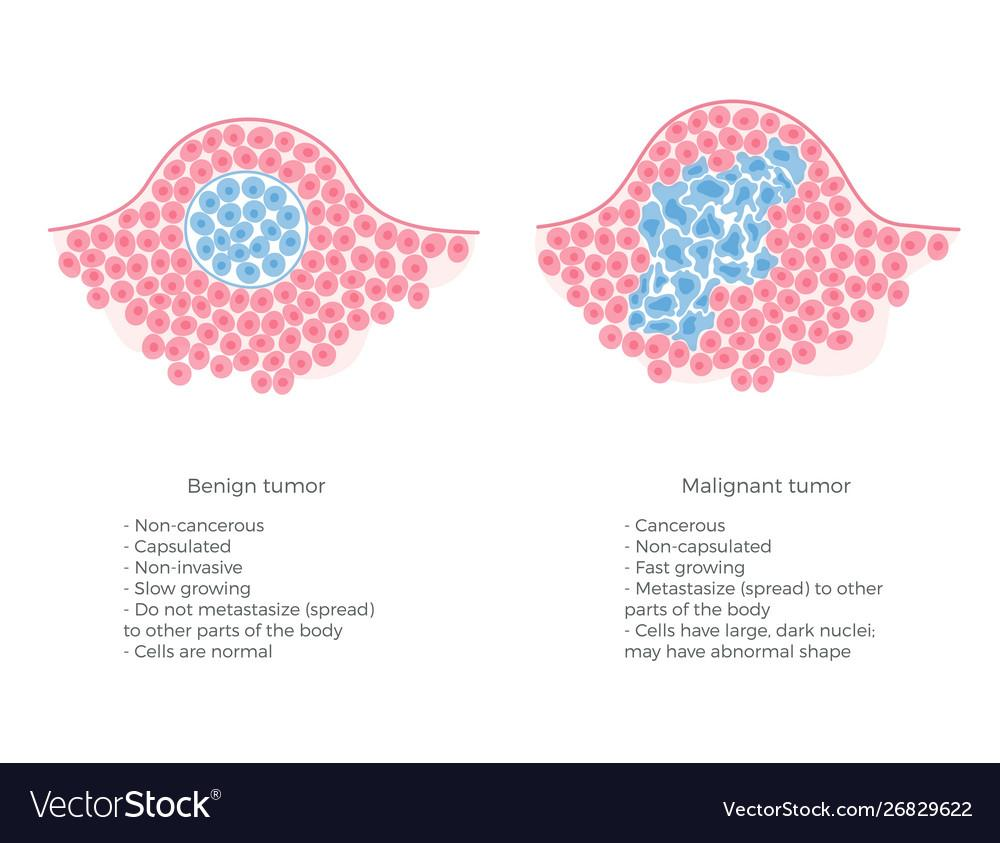 Benign tumor
- Non-cancerous
- Capsulated
- Non-invasive
- Slow growing
- Do not metastasize (spread)
to other parts of the body
- Cells are normal
Malignant tumor
- Cancerous
- Non-capsulated
- Fast growing
- Metastasize (spread) to other
parts of the body
- Cells have large, dark nuclei;
may have abnormal shape
VectorStock®
VectorStock.com/26829622